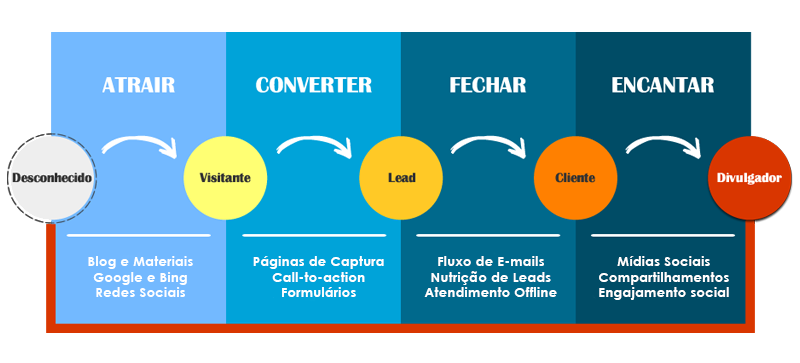 ATRAIR
CONVERTER
FECHAR
ENCANTAR
Desconhecido
Visitante
Lead
Cliente
Divulgador
Blog e Materiais
Google e Bing
Redes Sociais
Páginas de Captura
Call-to-action
Formulários
Fluxo de E-mails
Nutrição de Leads
Atendimento Offline
Mídias Sociais
Compartilhamentos
Engajamento social